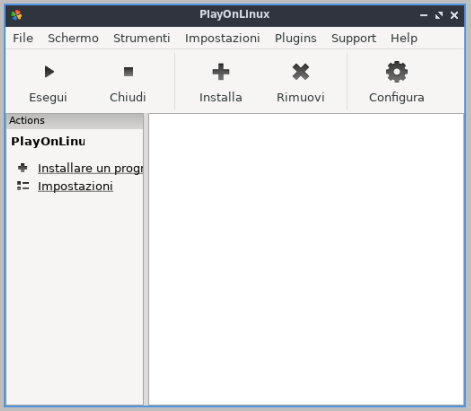 PlayOnLinux
File Schermo Strumenti Impostazioni Plugins Support Help
Esegui Chiudi Installa Rimuovi Configura
Actions
PlayOnLinu
Installare un progr
Impostazioni